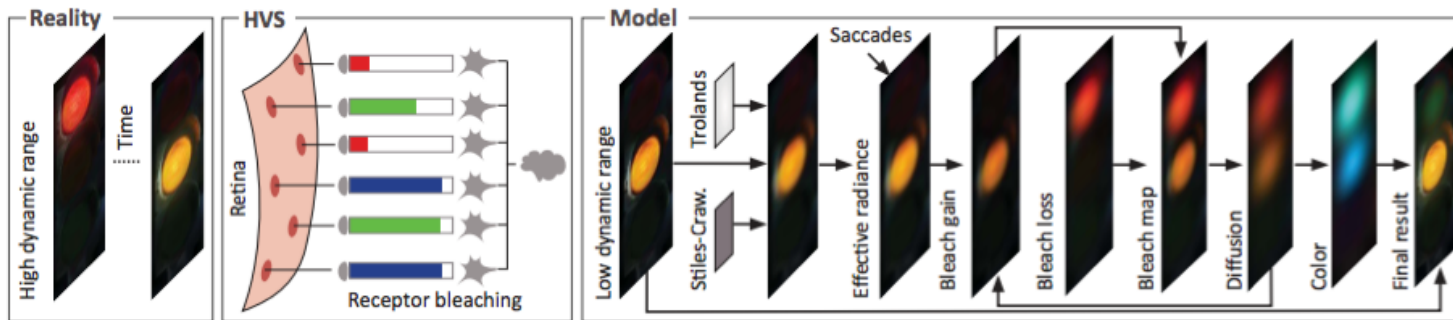 Reality
High dynamic range
Time
HVS
Retina
Receptor bleaching
Model
Low dynamic range
Trolands
Stiles-Craw.
Saccades
Effective radiance
Bleach gain
Bleach loss
Bleach map
Diffusion
Color
Final result